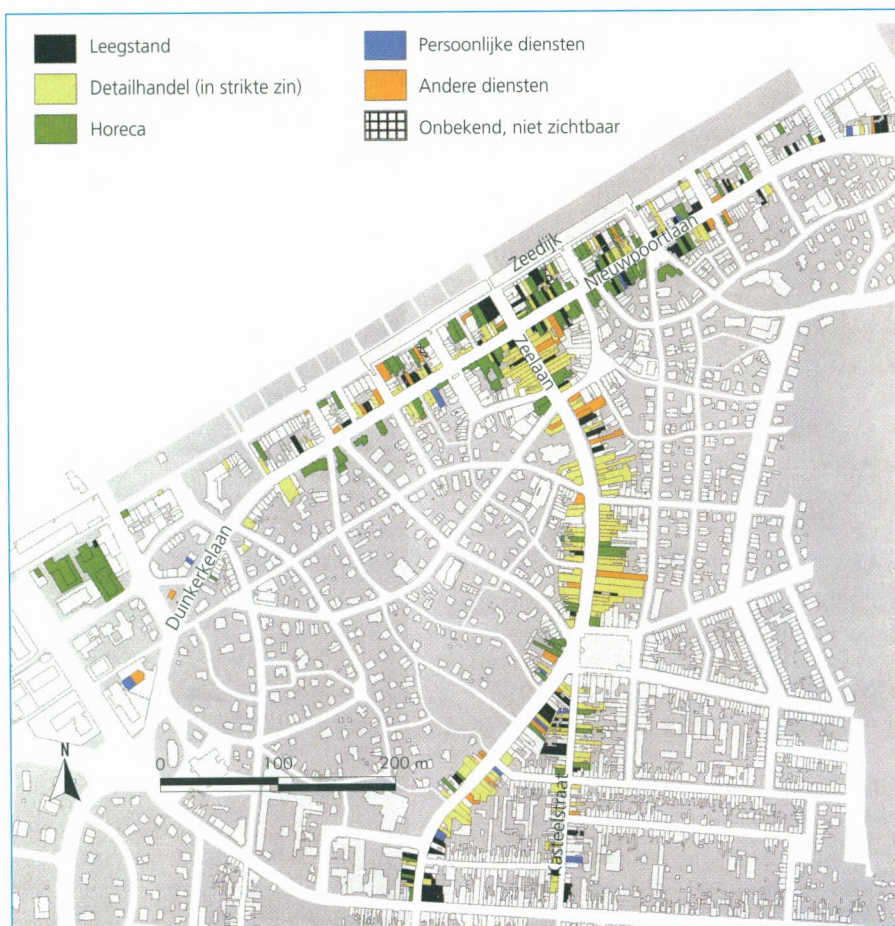 Leegstand
Detailhandel (in strikte zin)
Horeca
Persoonlijke diensten
Andere diensten
Onbekend, niet zichtbaar
Zeedijk
Nieuwpoortlaan
Zeelaan
Duinkerkelaan
N
0 100 200 m
Kasteelstraat